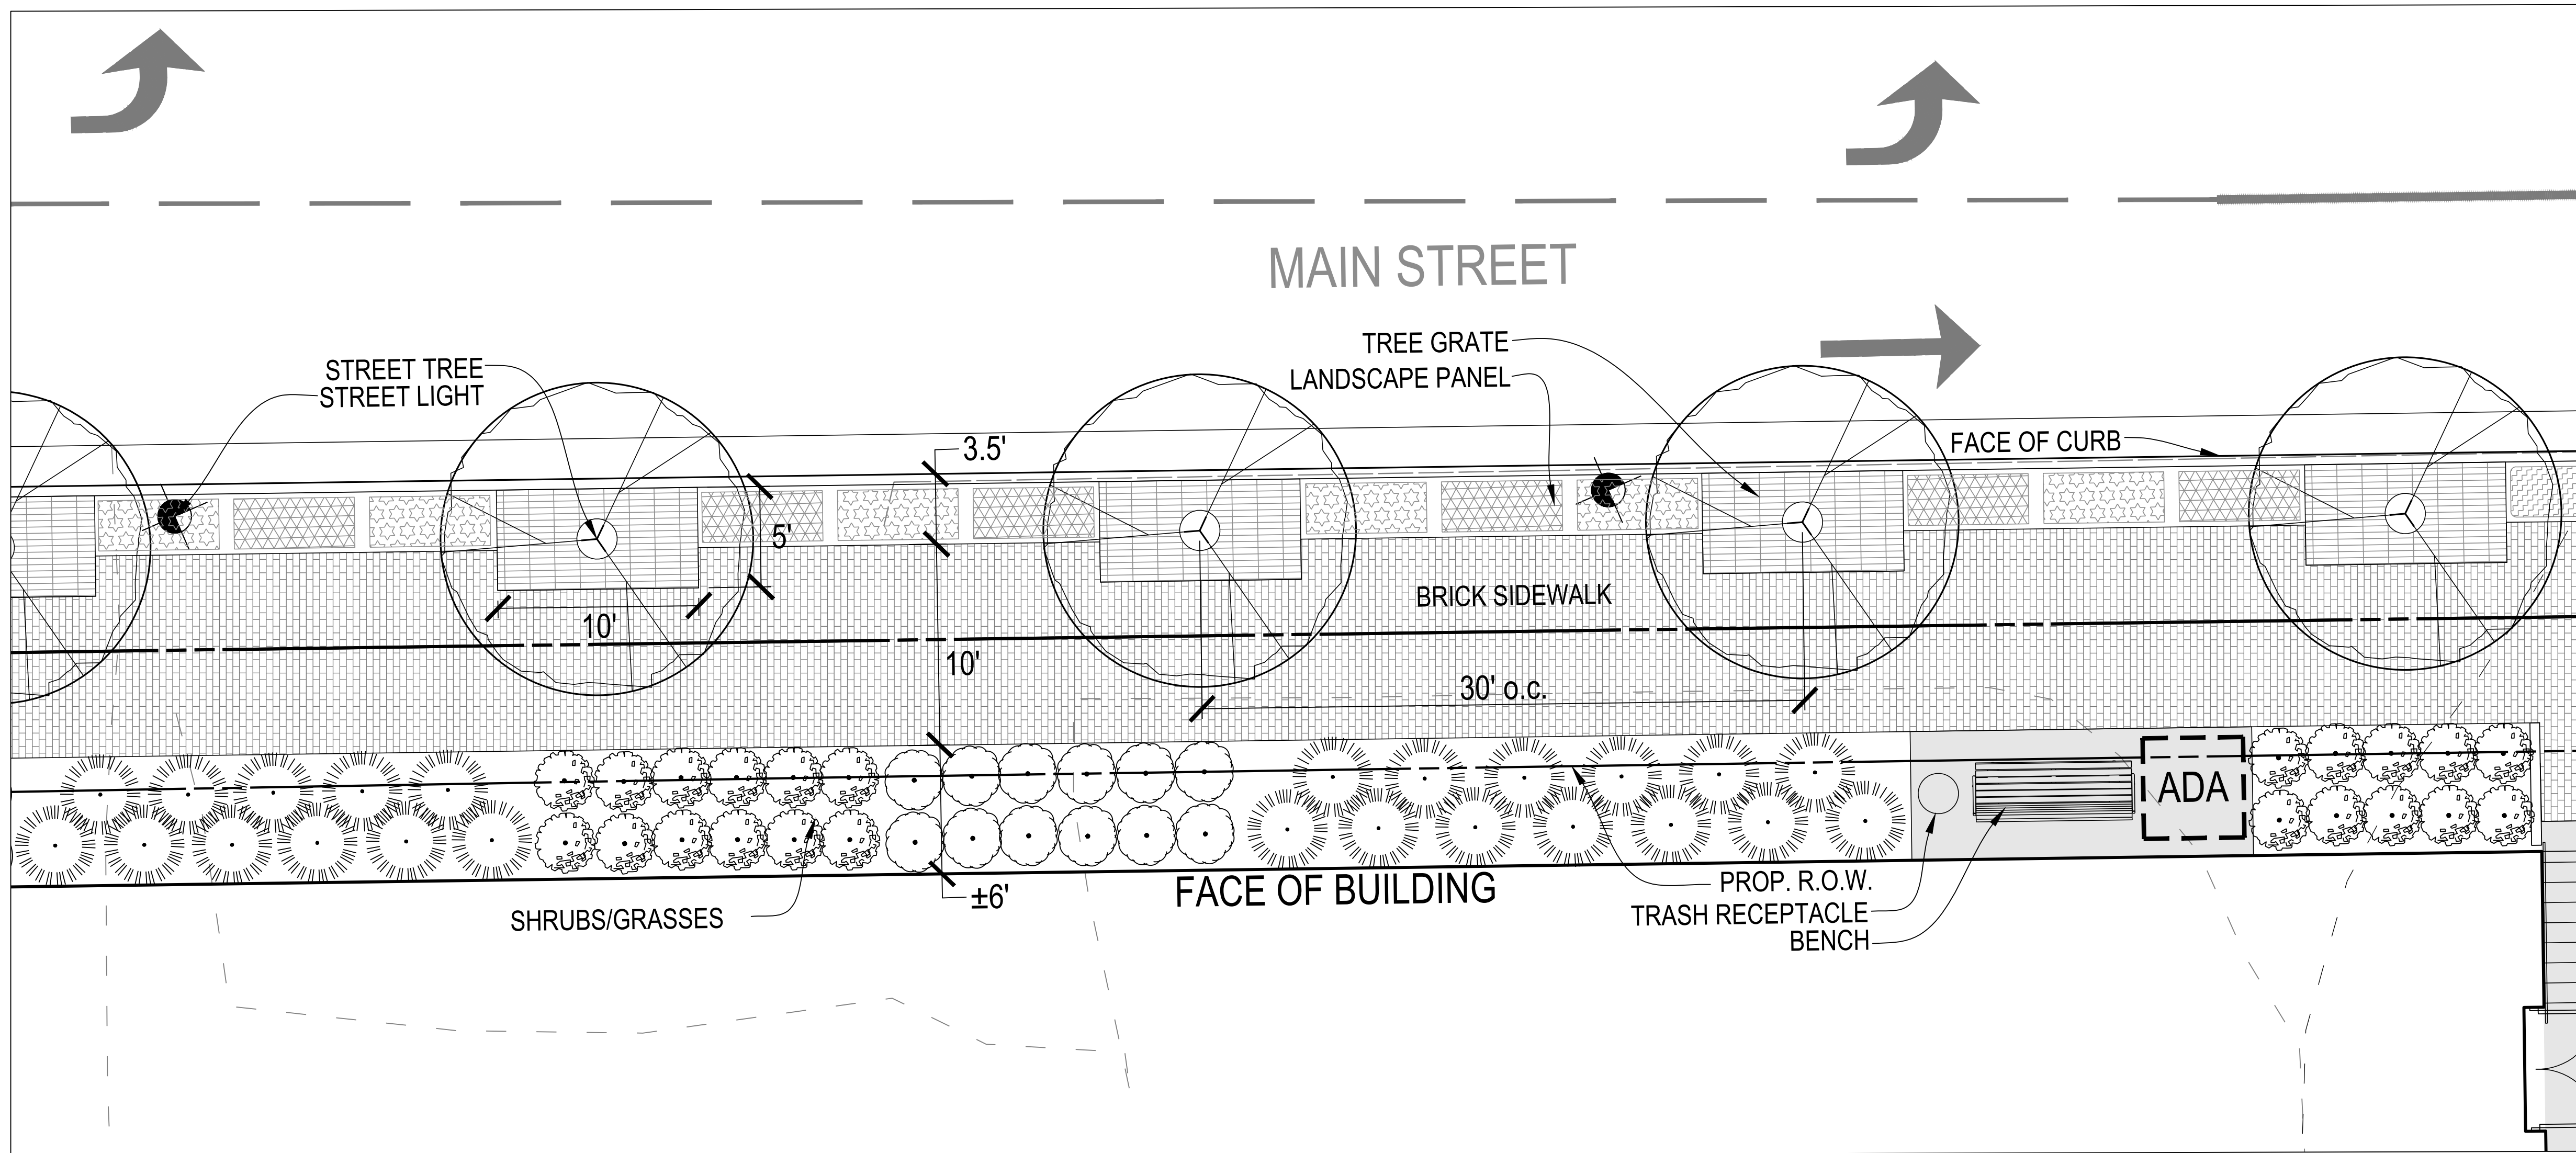 MAIN STREET
TREE GRATE
LANDSCAPE PANEL
STREET TREE
STREET LIGHT
FACE OF CURB
3.5'
5'
10'
BRICK SIDEWALK
10'
30' o.c.
ADA
±6'
FACE OF BUILDING
PROP. R.O.W.
TRASH RECEPTACLE
BENCH
SHRUBS/GRASSES